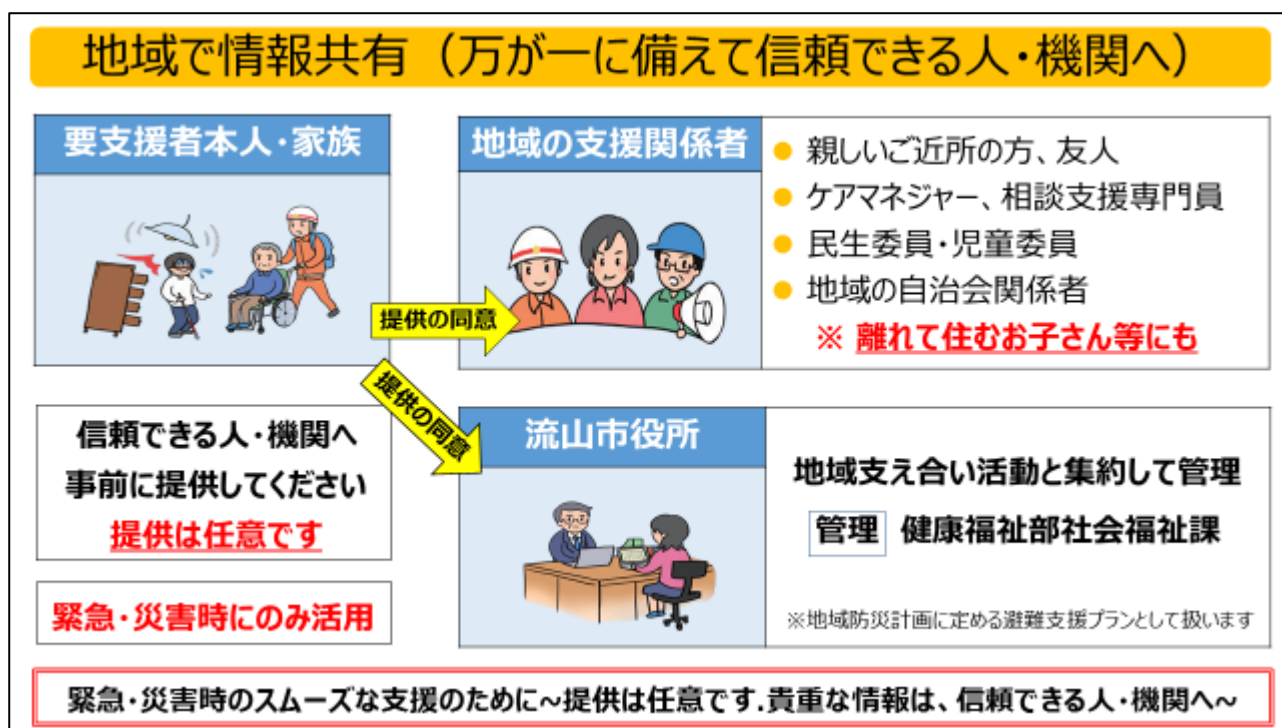 地域で情報共有（万が一に備えて信頼できる人・機関へ）
要支援者本人・家族
地域の支援関係者
● 親しいご近所の方、友人
● ケアマネジャー、相談支援専門員
● 民生委員・児童委員
● 地域の自治会関係者
※ 離れて住むお子さん等にも
提供の同意
提供の同意
信頼できる人・機関へ
事前に提供してください
提供は任意です
緊急・災害時にのみ活用
流山市役所
地域支え合い活動と集約して管理
管理 健康福祉部社会福祉課
※地域防災計画に定める避難支援プランとして扱います
緊急・災害時のスムーズな支援のために~提供は任意です.貴重な情報は、信頼できる人・機関へ~